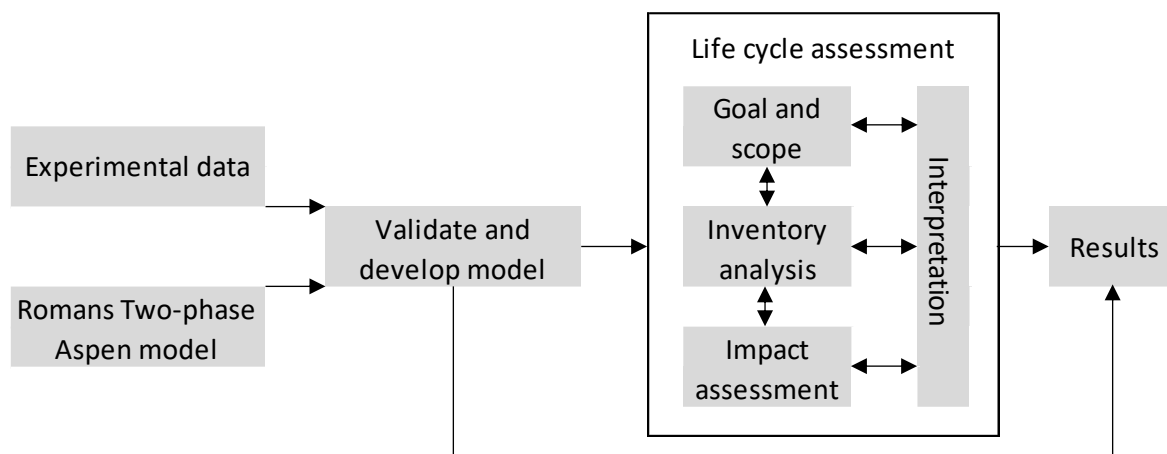 Life cycle assessment
Goal and
scope
Experimental data
Interpretation
Validate and
develop model
Inventory
analysis
Results
Romans Two-phase
Aspen model
Impact
assessment